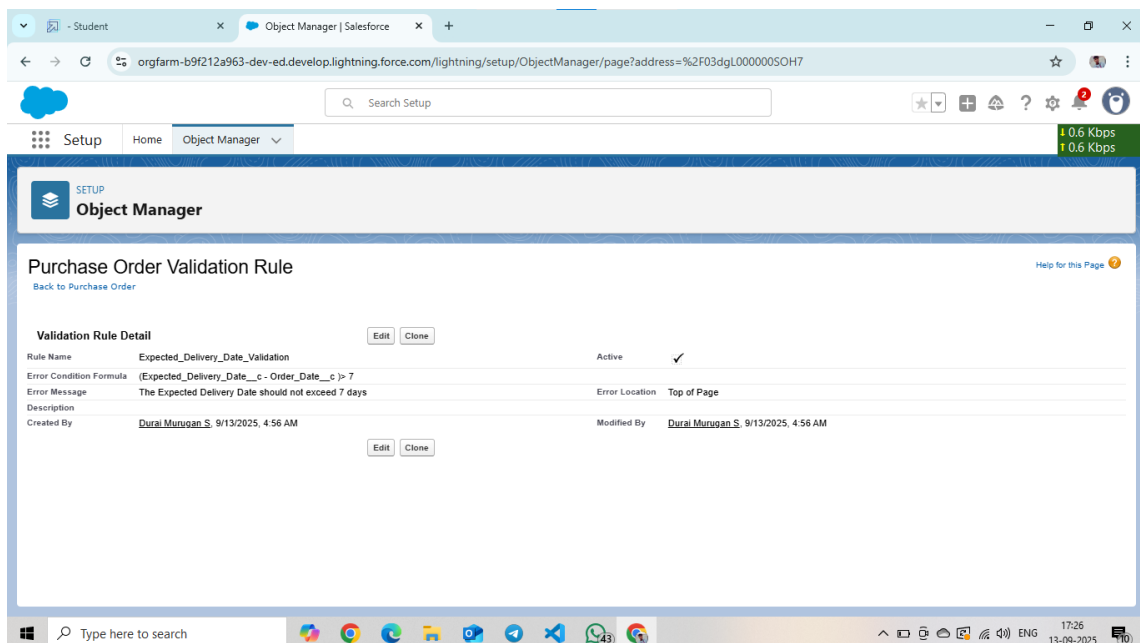 - Student
Object Manager | Salesforce
orgfarm-b9f212a963-dev-ed.develop.lightning.force.com/lightning/setup/ObjectManager/page?address=%2F03dgL000000SOH7
Search Setup
2
Setup Home Object Manager
↓ 0.6 Kbps
↑ 0.6 Kbps
SETUP
Object Manager
Purchase Order Validation Rule
Help for this Page ?
Back to Purchase Order
Validation Rule Detail Edit Clone
Rule Name Expected_Delivery_Date_Validation Active ✓
Error Condition Formula (Expected_Delivery_Date__c - Order_Date__c )> 7
Error Message The Expected Delivery Date should not exceed 7 days Error Location Top of Page
Description
Created By Durai Murugan S, 9/13/2025, 4:56 AM Modified By Durai Murugan S, 9/13/2025, 4:56 AM
Edit Clone
Type here to search
43
ENG
17:26
13-09-2025
10